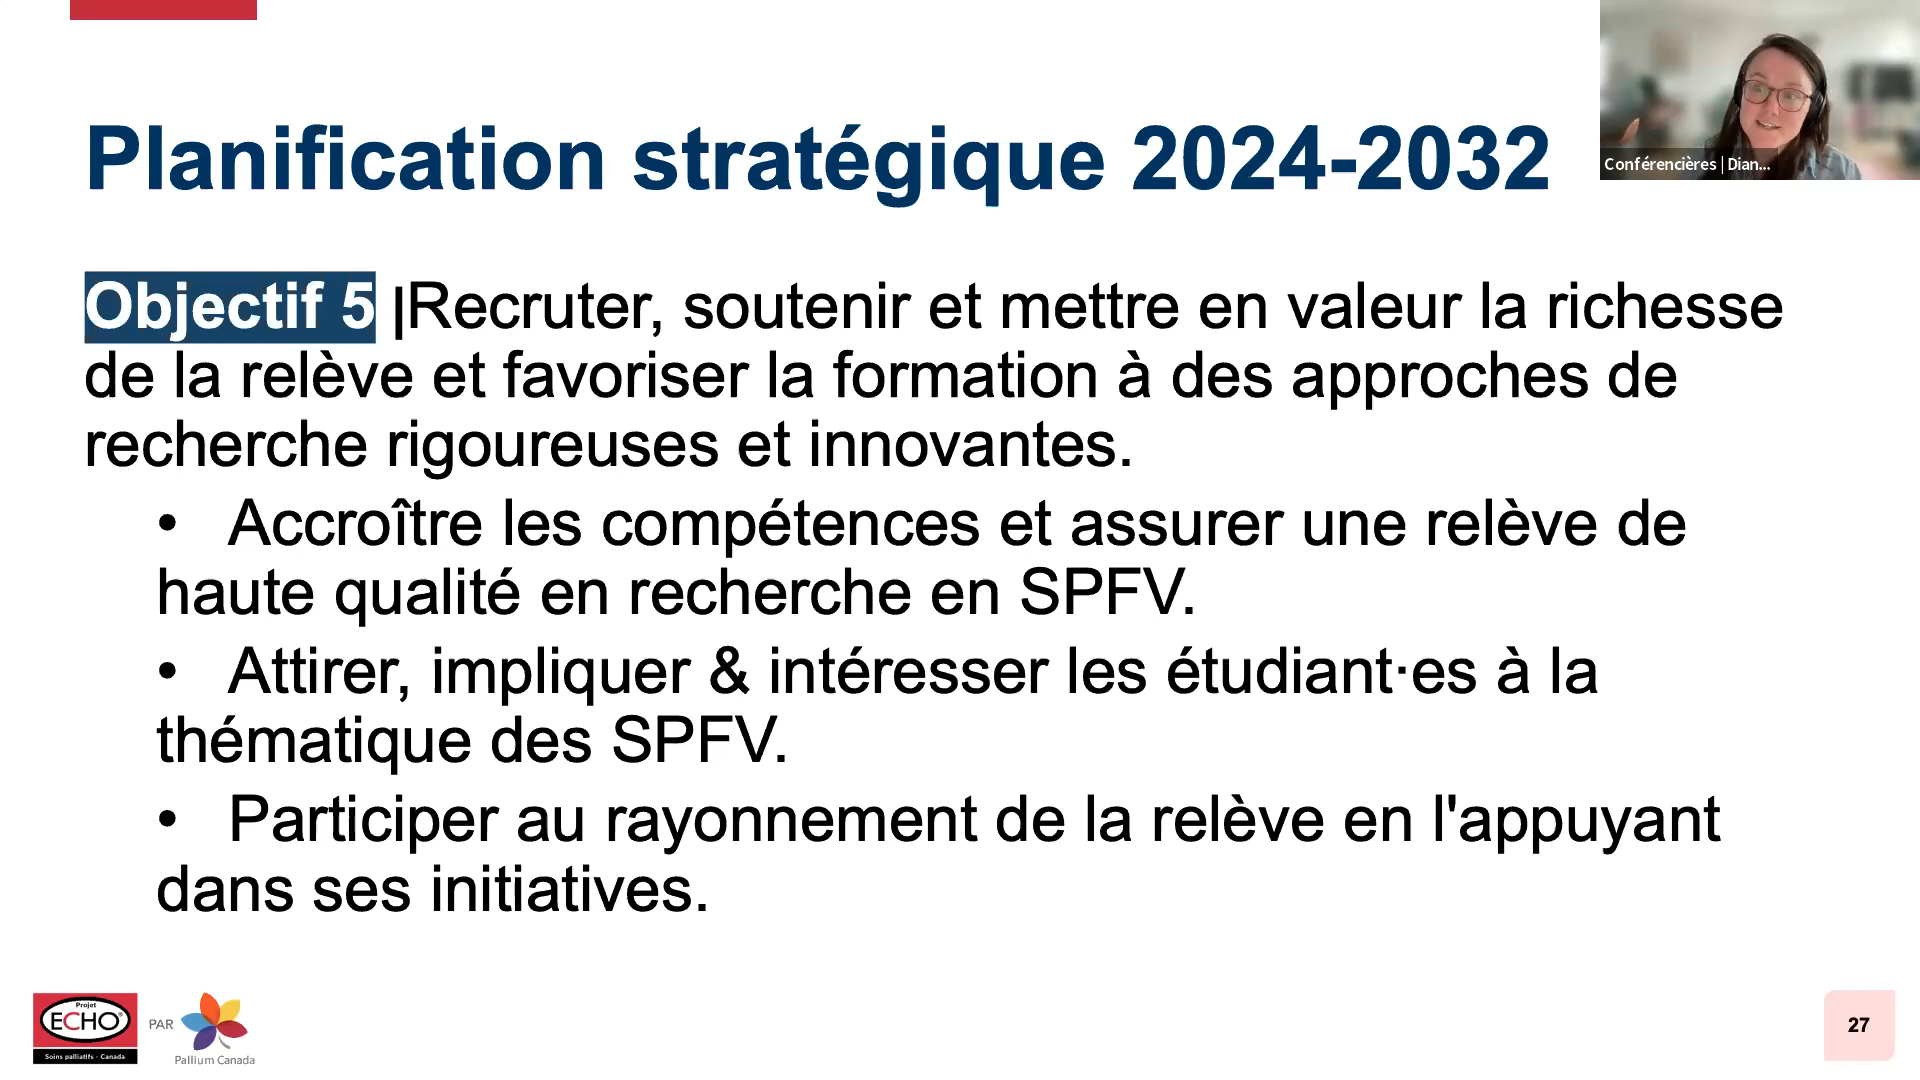 Planification stratégique 2024-2032
Conférencières | Dian...
Objectif 5 |Recruter, soutenir et mettre en valeur la richesse
de la relève et favoriser la formation à des approches de
recherche rigoureuses et innovantes.
• Accroître les compétences et assurer une relève de
haute qualité en recherche en SPFV.
• Attirer, impliquer & intéresser les étudiant·es à la
thématique des SPFV.
• Participer au rayonnement de la relève en l'appuyant
dans ses initiatives.
Projet
ECHO®
Soins palliatifs - Canada
PAR
Pallium Canada
27